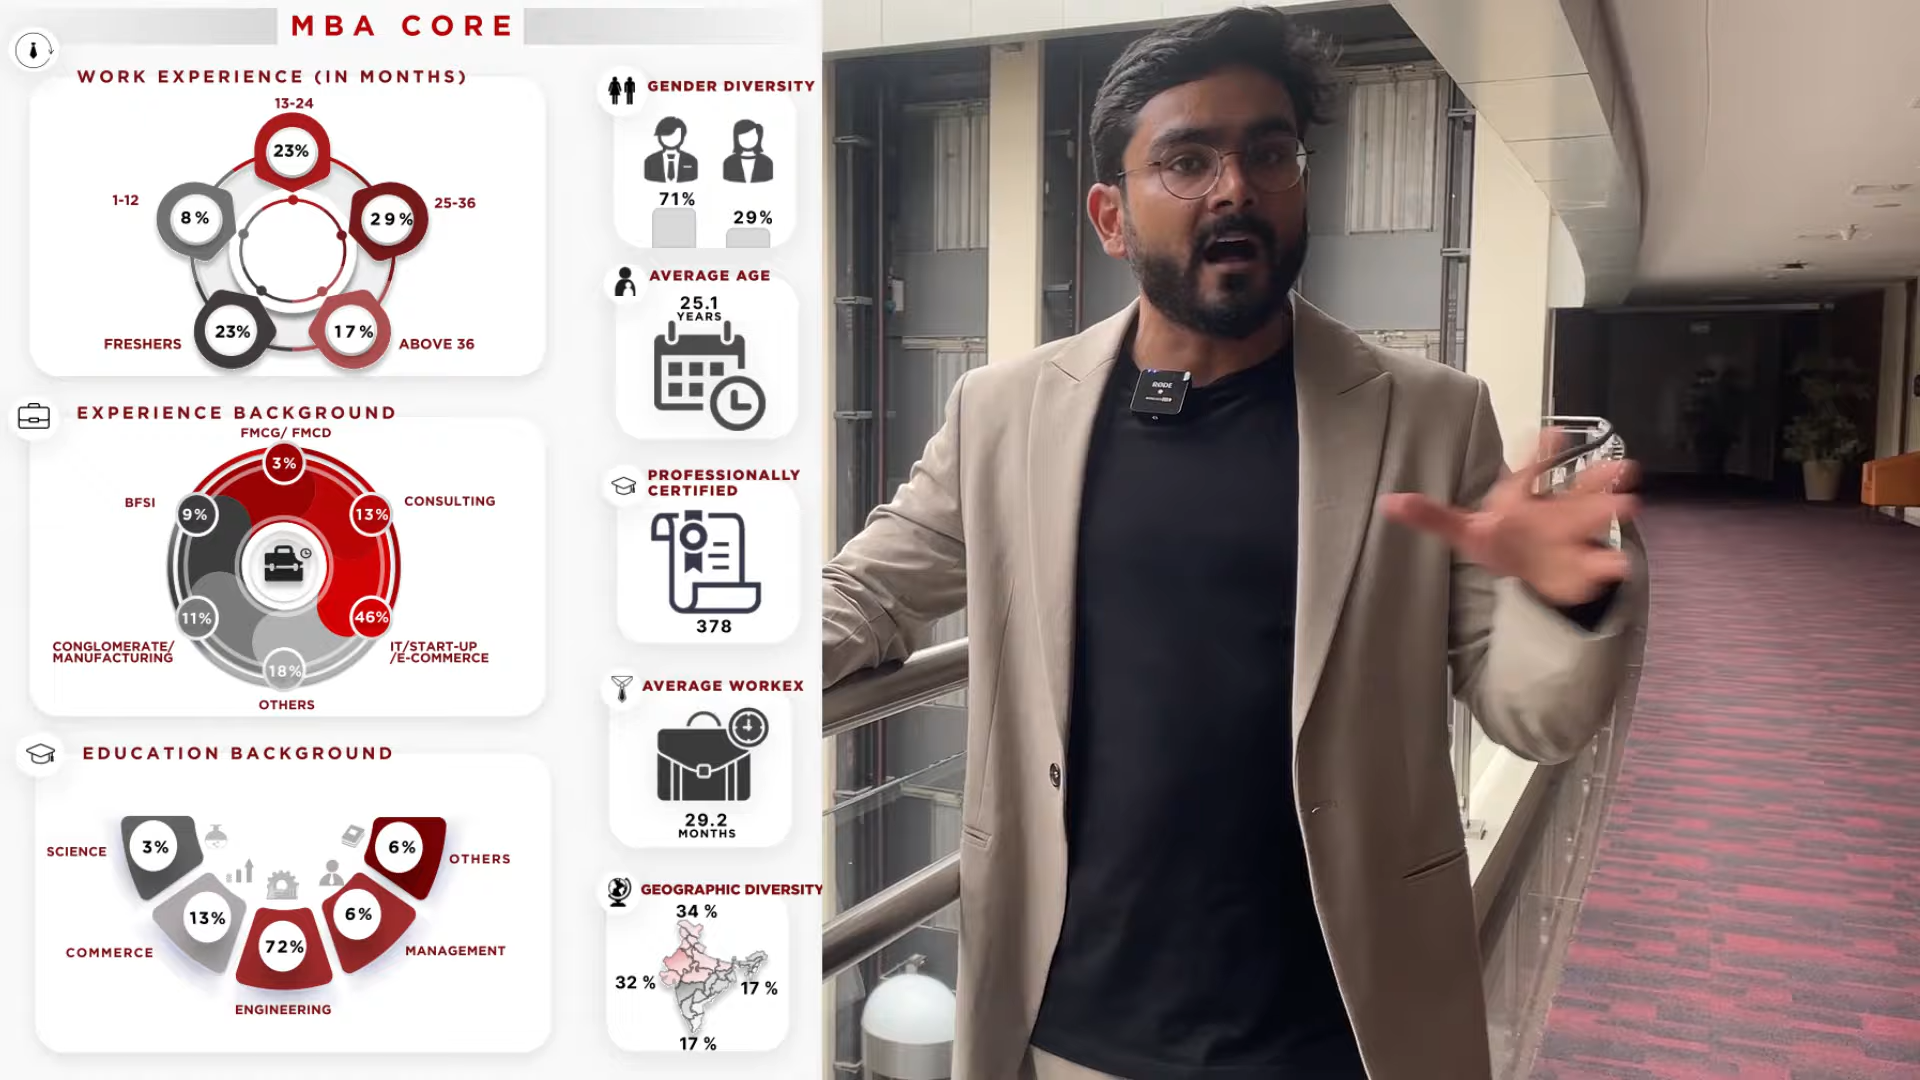 MBA CORE
WORK EXPERIENCE (IN MONTHS)
13-24
23%
1-12
8%
29%
25-36
FRESHERS
23%
17%
ABOVE 36
EXPERIENCE BACKGROUND
FMCG/ FMCD
3%
BFSI
9%
13%
CONSULTING
11%
46%
CONGLOMERATE/
MANUFACTURING
IT/START-UP
/E-COMMERCE
18%
OTHERS
EDUCATION BACKGROUND
SCIENCE
3%
6%
OTHERS
13%
6%
COMMERCE
72%
MANAGEMENT
ENGINEERING
GENDER DIVERSITY
71%
29%
AVERAGE AGE
25.1
YEARS
PROFESSIONALLY
CERTIFIED
378
AVERAGE WORKEX
29.2
MONTHS
GEOGRAPHIC DIVERSITY
34 %
32 %
17 %
17 %
RØDE